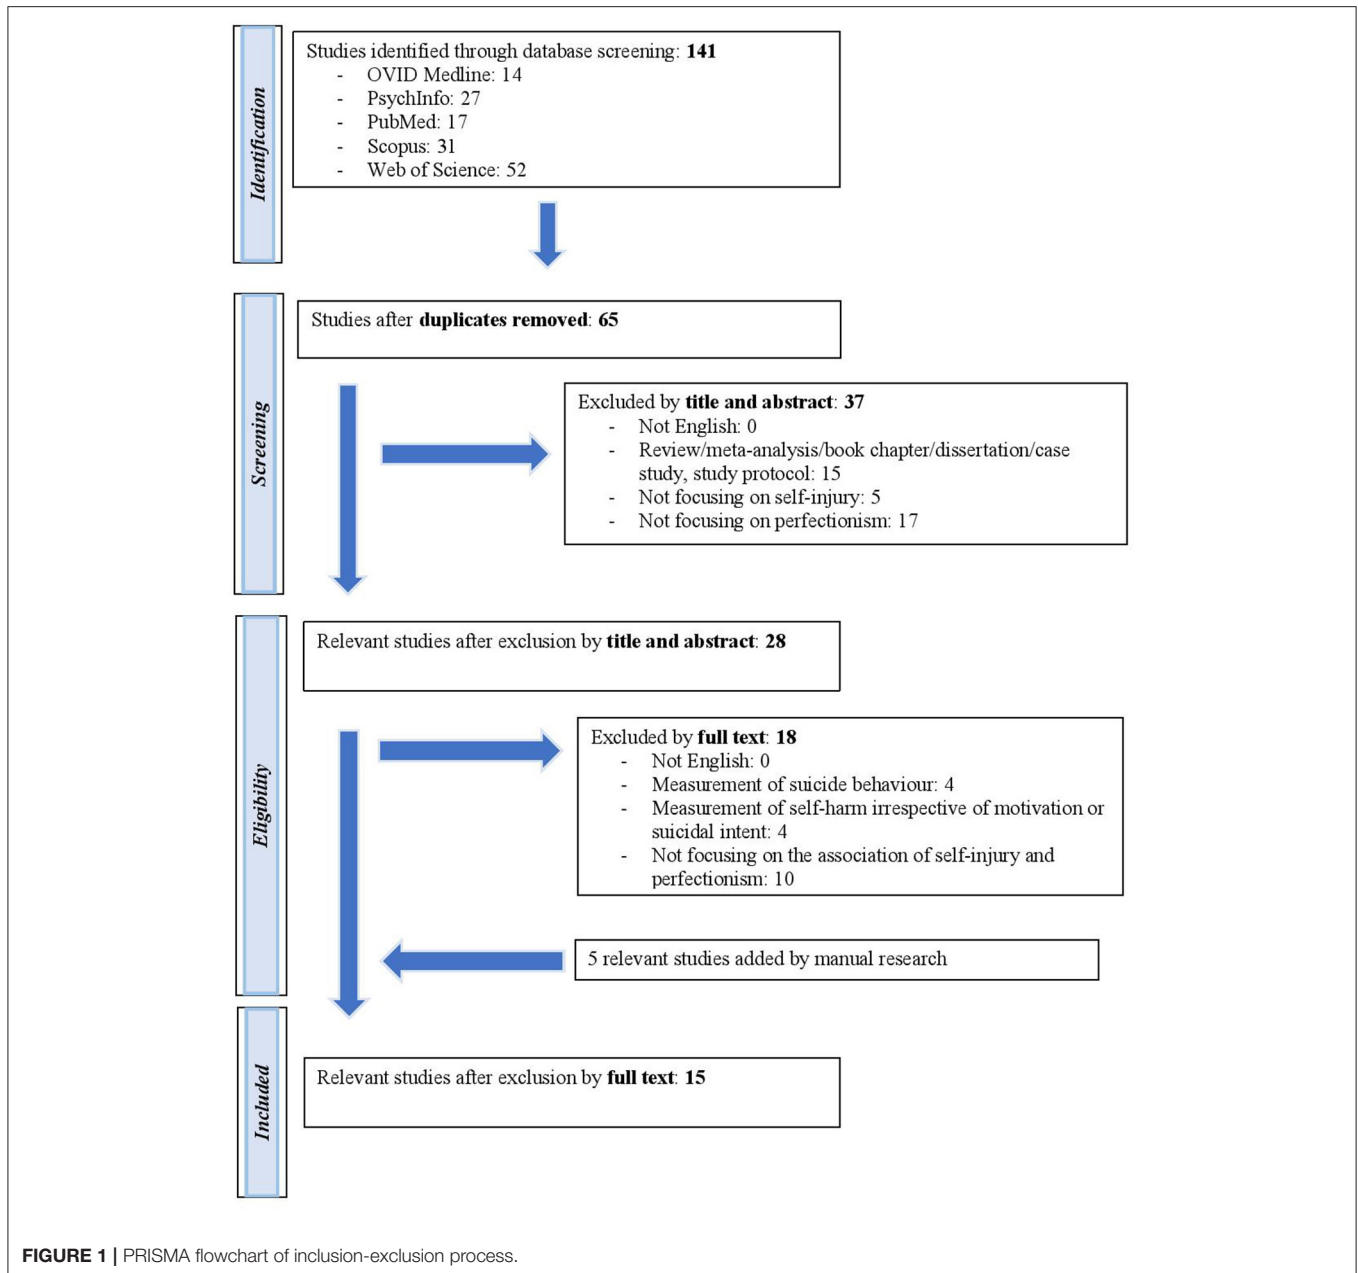 Identification
Studies identified through database screening: 141
- OVID Medline: 14
- PsychInfo: 27
- PubMed: 17
- Scopus: 31
- Web of Science: 52
Screening
Studies after duplicates removed: 65
Excluded by title and abstract: 37
- Not English: 0
- Review/meta-analysis/book chapter/dissertation/case
study, study protocol: 15
- Not focusing on self-injury: 5
- Not focusing on perfectionism: 17
Eligibility
Relevant studies after exclusion by title and abstract: 28
Excluded by full text: 18
- Not English: 0
- Measurement of suicide behaviour: 4
- Measurement of self-harm irrespective of motivation or
suicidal intent: 4
- Not focusing on the association of self-injury and
perfectionism: 10
5 relevant studies added by manual research
Included
Relevant studies after exclusion by full text: 15
FIGURE 1 | PRISMA flowchart of inclusion-exclusion process.